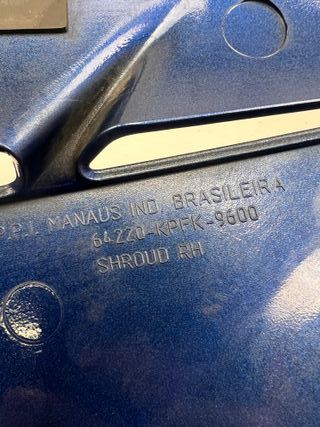 P.P.I. MANAUS IND. BRASILEIRA
64220-KPFK-9600
SHROUD RH